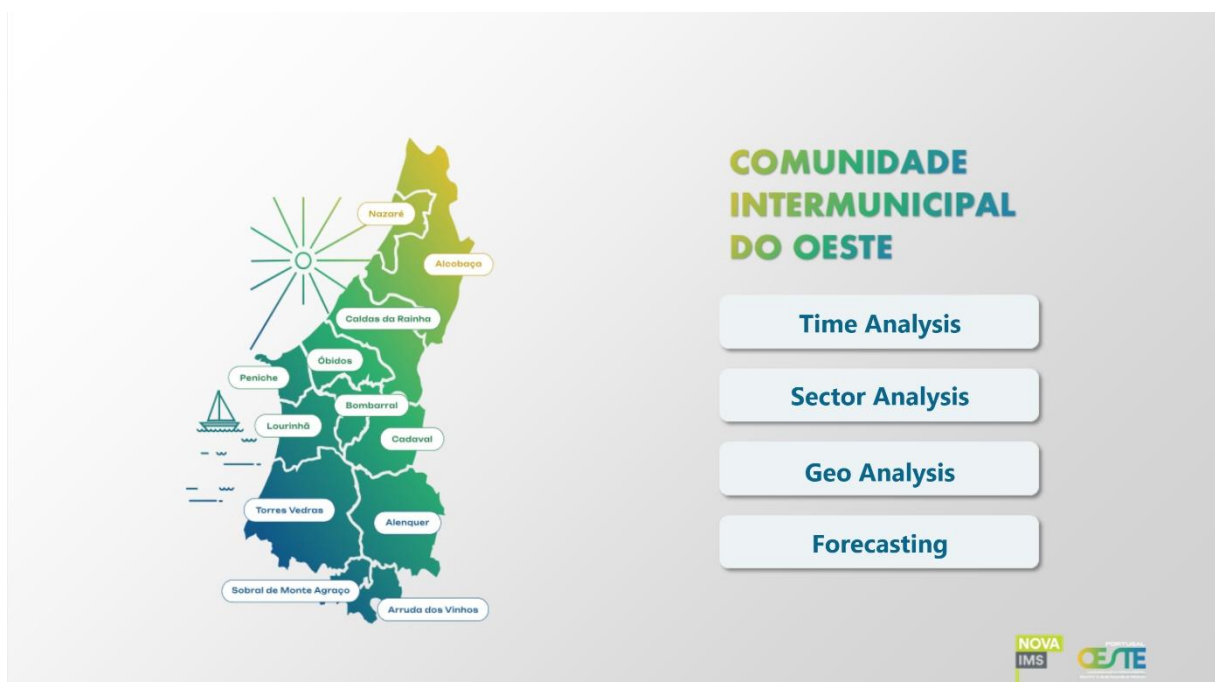 COMUNIDADE
INTERMUNICIPAL
DO OESTE
Nazaré
Alcobaça
Caldas da Rainha
Óbidos
Peniche
Bombarral
Lourinhã
Cadaval
Torres Vedras
Alenquer
Sobral de Monte Agraço
Arruda dos Vinhos
Time Analysis
Sector Analysis
Geo Analysis
Forecasting
NOVA
IMS
PORTUGAL
OESTE